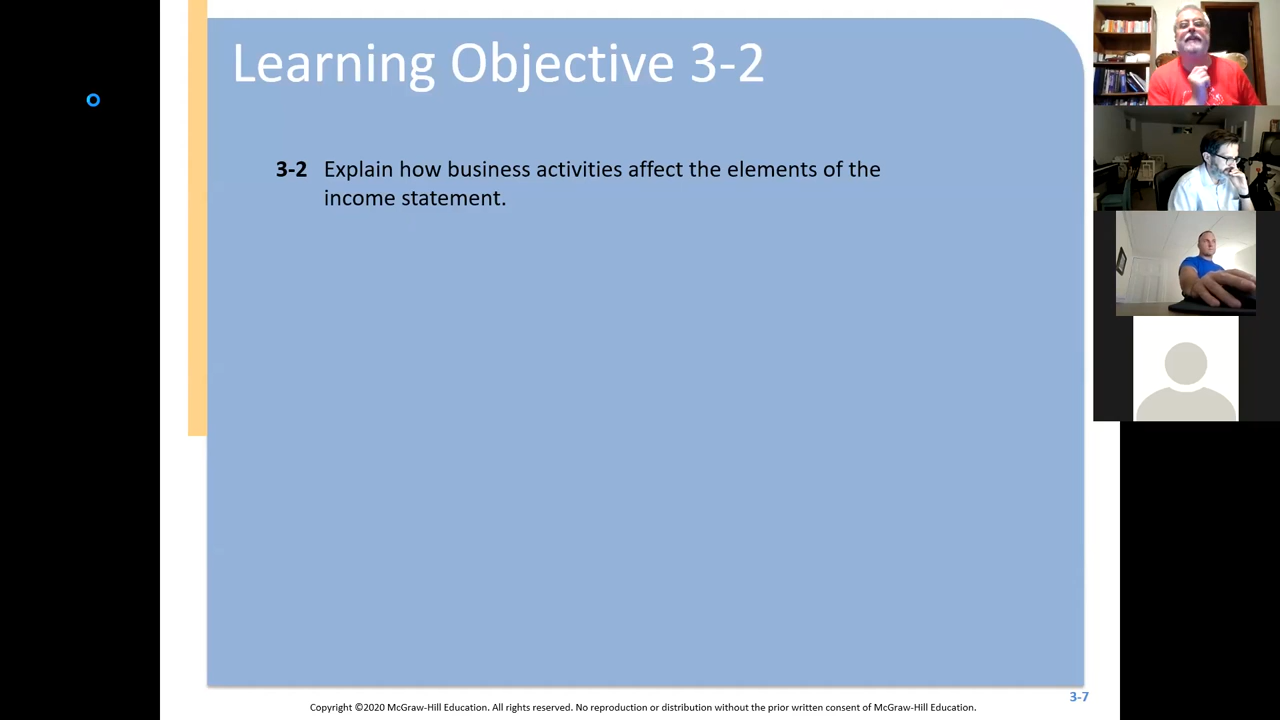 Learning Objective 3-2
3-2 Explain how business activities affect the elements of the
income statement.
3-7
Copyright ©2020 McGraw-Hill Education. All rights reserved. No reproduction or distribution without the prior written consent of McGraw-Hill Education.